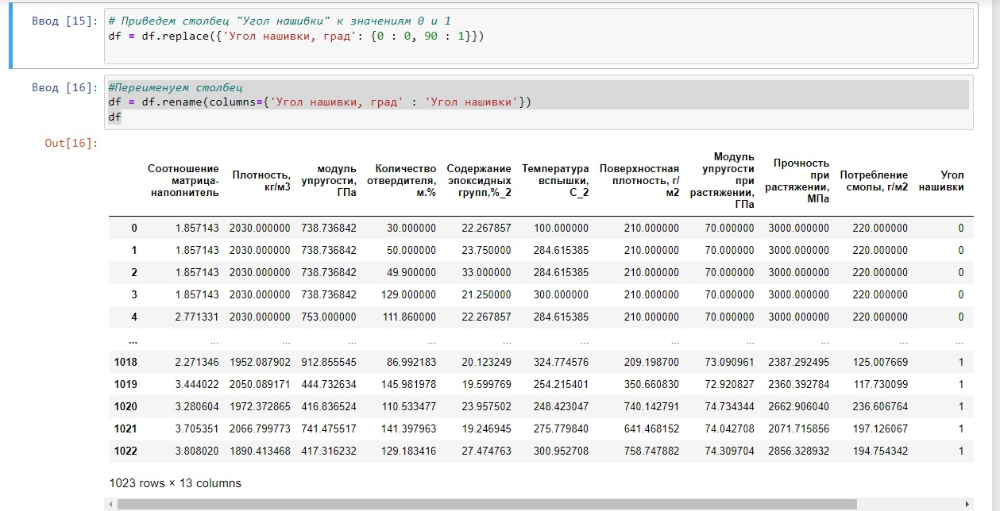 Ввод [15]: # Приведем столбец "Угол нашивки" к значениям 0 и 1
df = df.replace({'Угол нашивки, град': {0 : 0, 90 : 1}})
Ввод [16]: #Переименуем столбец
df = df.rename(columns={'Угол нашивки, град' : 'Угол нашивки'})
df
Out[16]:
Соотношение матрица-наполнитель Плотность, кг/м3 модуль упругости, ГПа Количество отвердителя, м.% Содержание эпоксидных групп,%_2 Температура вспышки, С_2 Поверхностная плотность, г/м2 Модуль упругости при растяжении, ГПа Прочность при растяжении, МПа Потребление смолы, г/м2 Угол нашивки
0 1.857143 2030.000000 738.736842 30.000000 22.267857 100.000000 210.000000 70.000000 3000.000000 220.000000 0
1 1.857143 2030.000000 738.736842 50.000000 23.750000 284.615385 210.000000 70.000000 3000.000000 220.000000 0
2 1.857143 2030.000000 738.736842 49.900000 33.000000 284.615385 210.000000 70.000000 3000.000000 220.000000 0
3 1.857143 2030.000000 738.736842 129.000000 21.250000 300.000000 210.000000 70.000000 3000.000000 220.000000 0
4 2.771331 2030.000000 753.000000 111.860000 22.267857 284.615385 210.000000 70.000000 3000.000000 220.000000 0
... ... ... ... ... ... ... ... ... ... ... ...
1018 2.271346 1952.087902 912.855545 86.992183 20.123249 324.774576 209.198700 73.090961 2387.292495 125.007669 1
1019 3.444022 2050.089171 444.732634 145.981978 19.599769 254.215401 350.660830 72.920827 2360.392784 117.730099 1
1020 3.280604 1972.372865 416.836524 110.533477 23.957502 248.423047 740.142791 74.734344 2662.906040 236.606764 1
1021 3.705351 2066.799773 741.475517 141.397963 19.246945 275.779840 641.468152 74.042708 2071.715856 197.126067 1
1022 3.808020 1890.413468 417.316232 129.183416 27.474763 300.952708 758.747882 74.309704 2856.328932 194.754342 1
1023 rows × 13 columns